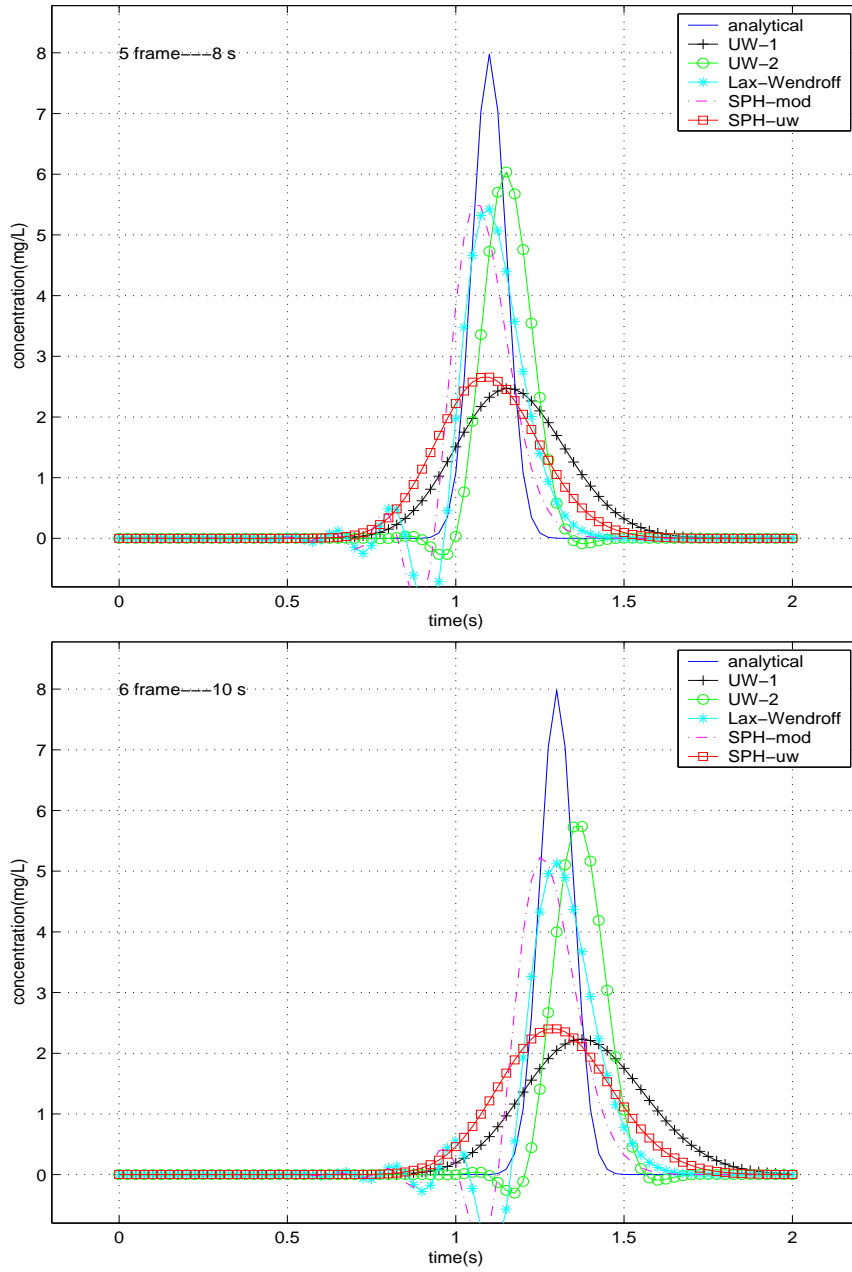 5 frame−−−8 s
analytical
UW−1
UW−2
Lax−Wendroff
SPH−mod
SPH−uw
8
7
6
5
4
3
2
1
0
concentration(mg/L)
0
0.5
1
1.5
2
time(s)
6 frame−−−10 s
analytical
UW−1
UW−2
Lax−Wendroff
SPH−mod
SPH−uw
8
7
6
5
4
3
2
1
0
concentration(mg/L)
0
0.5
1
1.5
2
time(s)